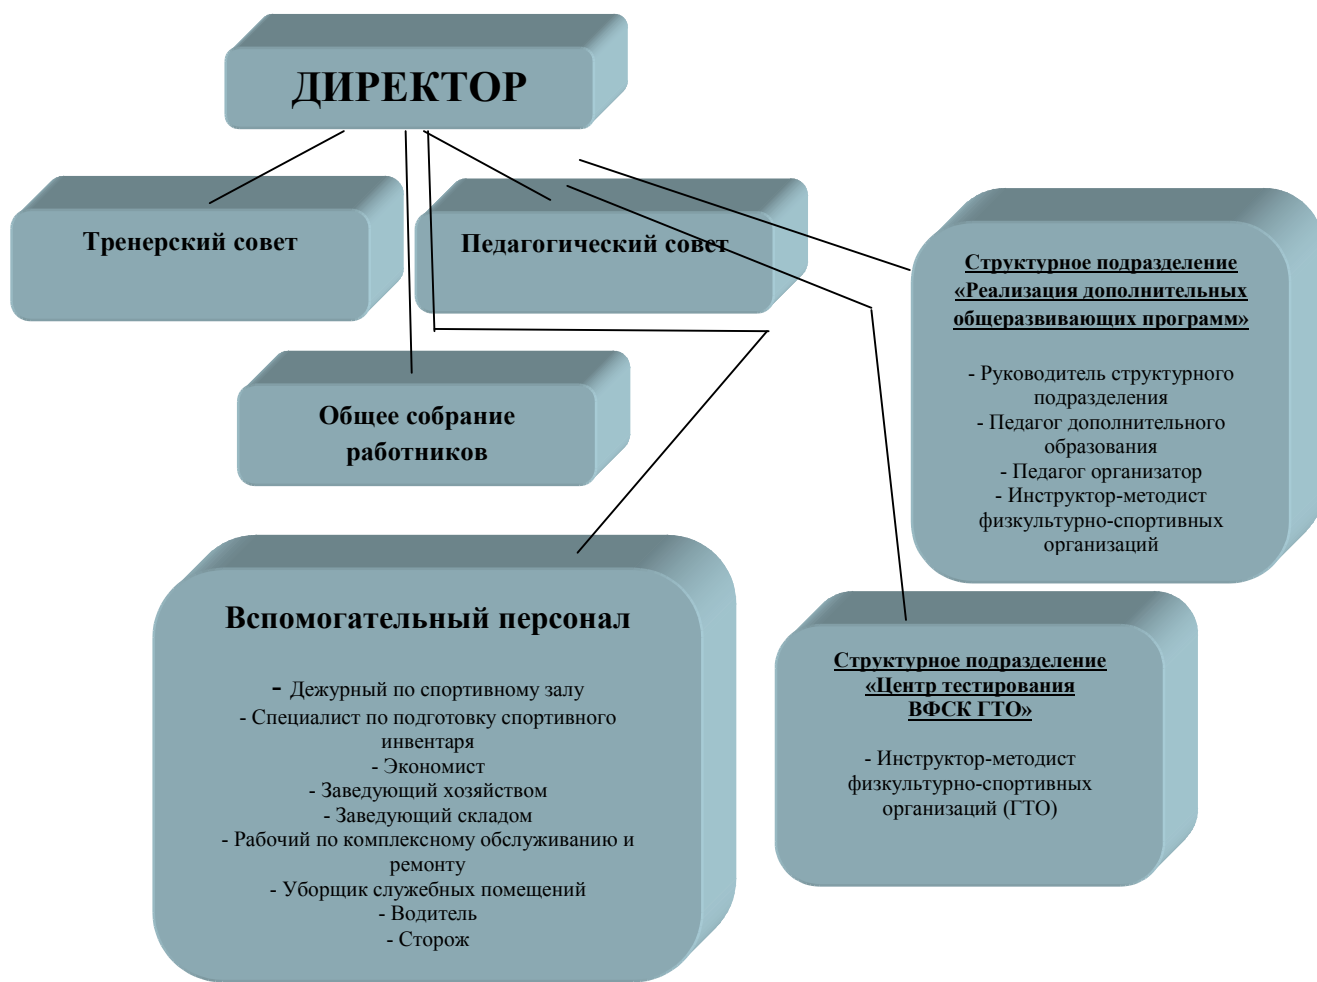 ДИРЕКТОР
Тренерский совет
Педагогический совет
Структурное подразделение
«Реализация дополнительных
общеразвивающих программ»
- Руководитель структурного
подразделения
- Педагог дополнительного
образования
- Педагог организатор
- Инструктор-методист
физкультурно-спортивных
организаций
Общее собрание
работников
Вспомогательный персонал
- Дежурный по спортивному залу
- Специалист по подготовку спортивного
инвентаря
- Экономист
- Заведующий хозяйством
- Заведующий складом
- Рабочий по комплексному обслуживанию и
ремонту
- Уборщик служебных помещений
- Водитель
- Сторож
Структурное подразделение
«Центр тестирования
ВФСК ГТО»
- Инструктор-методист
физкультурно-спортивных
организаций (ГТО)